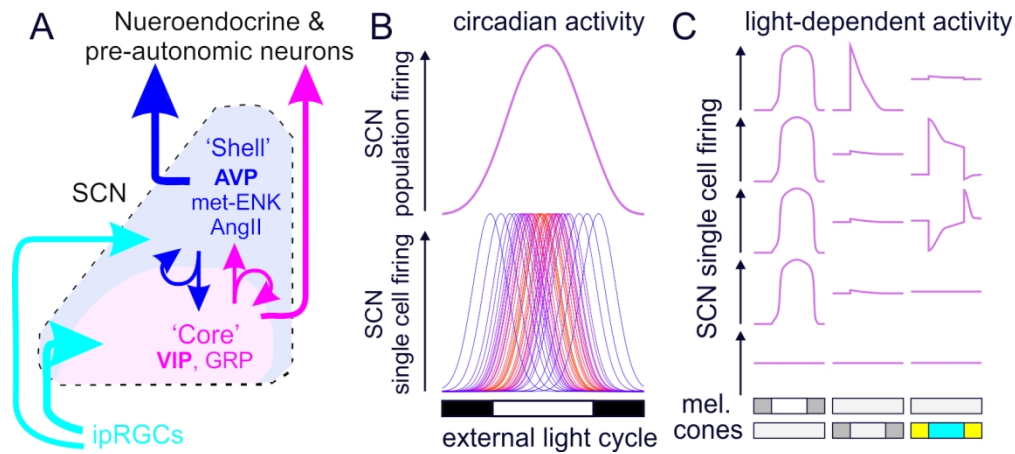 A
Nueroendocrine &
pre-autonomic neurons
'Shell'
AVP
met-ENK
AngII
SCN
'Core'
VIP, GRP
ipRGCs
B
circadian activity
SCN
population firing
SCN
single cell firing
external light cycle
C
light-dependent activity
SCN single cell firing
mel.
cones